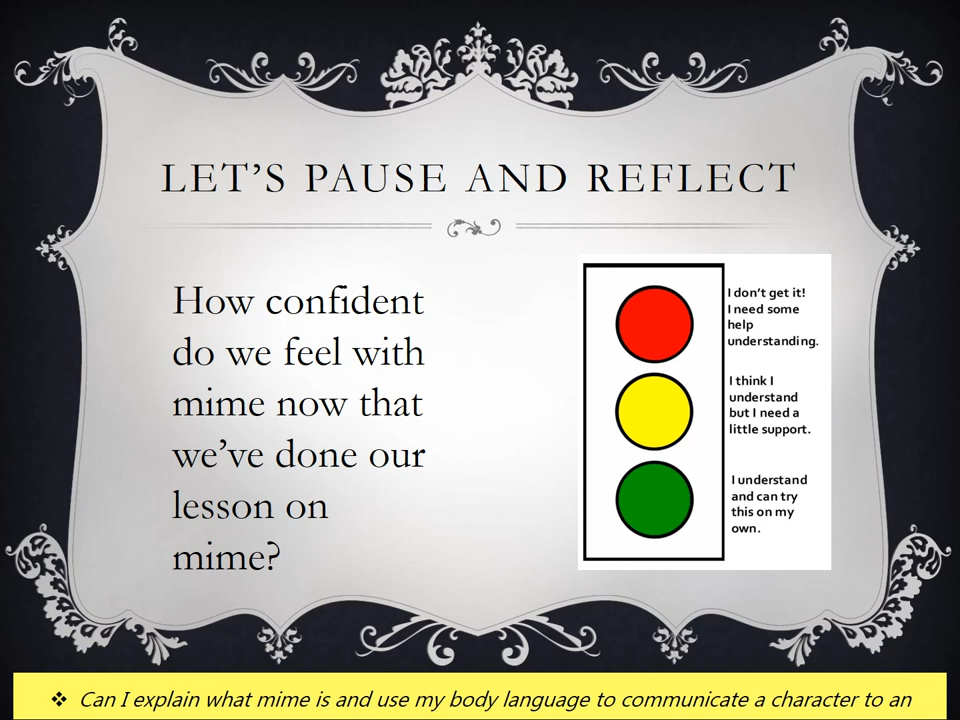 LET'S PAUSE AND REFLECT
How confident
do we feel with
mime now that
we've done our
lesson on
mime?
I don't get it!
I need some
help
understanding.
I think I
understand
but I need a
little support.
I understand
and can try
this on my
own.
❖ Can I explain what mime is and use my body language to communicate a character to an